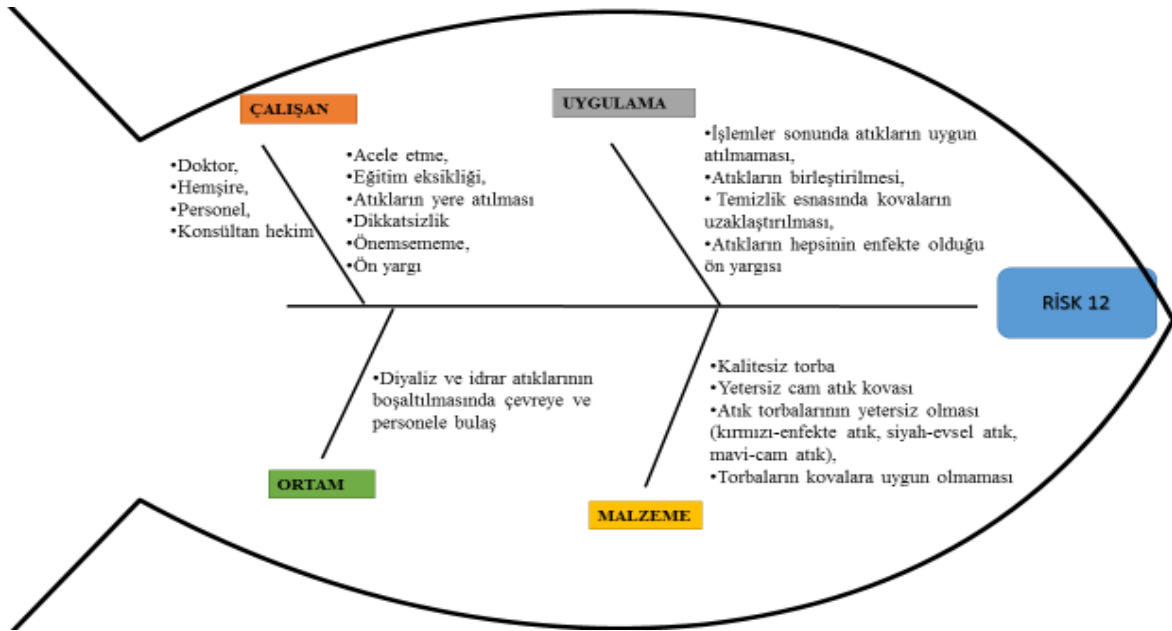 ÇALIŞAN
•Doktor,
•Hemşire,
•Personel,
•Konsültan hekim
•Acele etme,
•Eğitim eksikliği,
•Atıkların yere atılması
•Dikkatsizlik
•Önemsememe,
•Ön yargı
UYGULAMA
•İşlemler sonunda atıkların uygun
atılmaması,
•Atıkların birleştirilmesi,
• Temizlik esnasında kovaların
uzaklaştırılması,
•Atıkların hepsinin enfekte olduğu
ön yargısı
RİSK 12
•Diyaliz ve idrar atıklarının
boşaltılmasında çevreye ve
personele bulaş
ORTAM
•Kalitesiz torba
•Yetersiz cam atık kovası
•Atık torbalarının yetersiz olması
(kırmızı-enfekte atık, siyah-evsel atık,
mavi-cam atık),
•Torbaların kovalara uygun olmaması
MALZEME